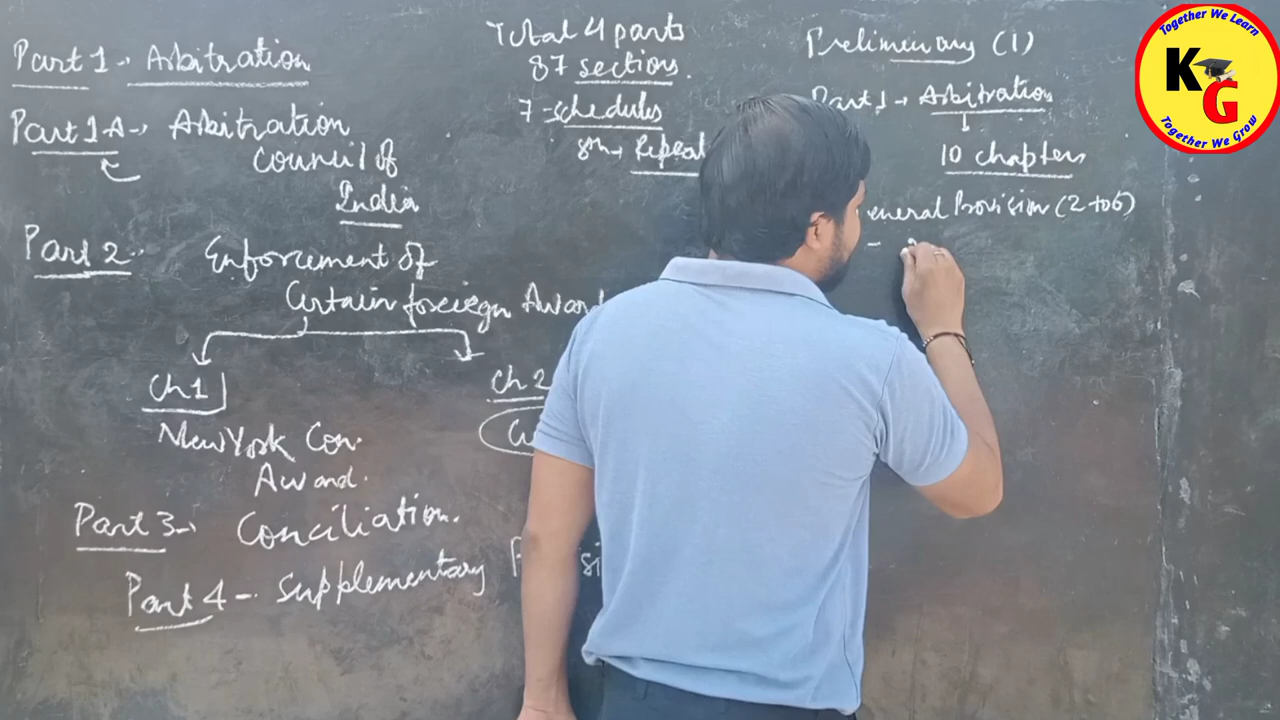 Part 1 - Arbitration
Part 1A - Arbitration
Council of
India
Part 2 -
Enforcement of
Certain foreign Award
Ch 1
New York Con.
Award.
Ch 2
Part 3 - Conciliation.
Part 4 - Supplementary
Total 4 parts
87 sections.
7 - schedules
8th - Repeal
Preliminary (1)
Part 1 - Arbitration
10 chapters
eneral Provision (2 to 6)
Together We Learn
KG
Together We Grow